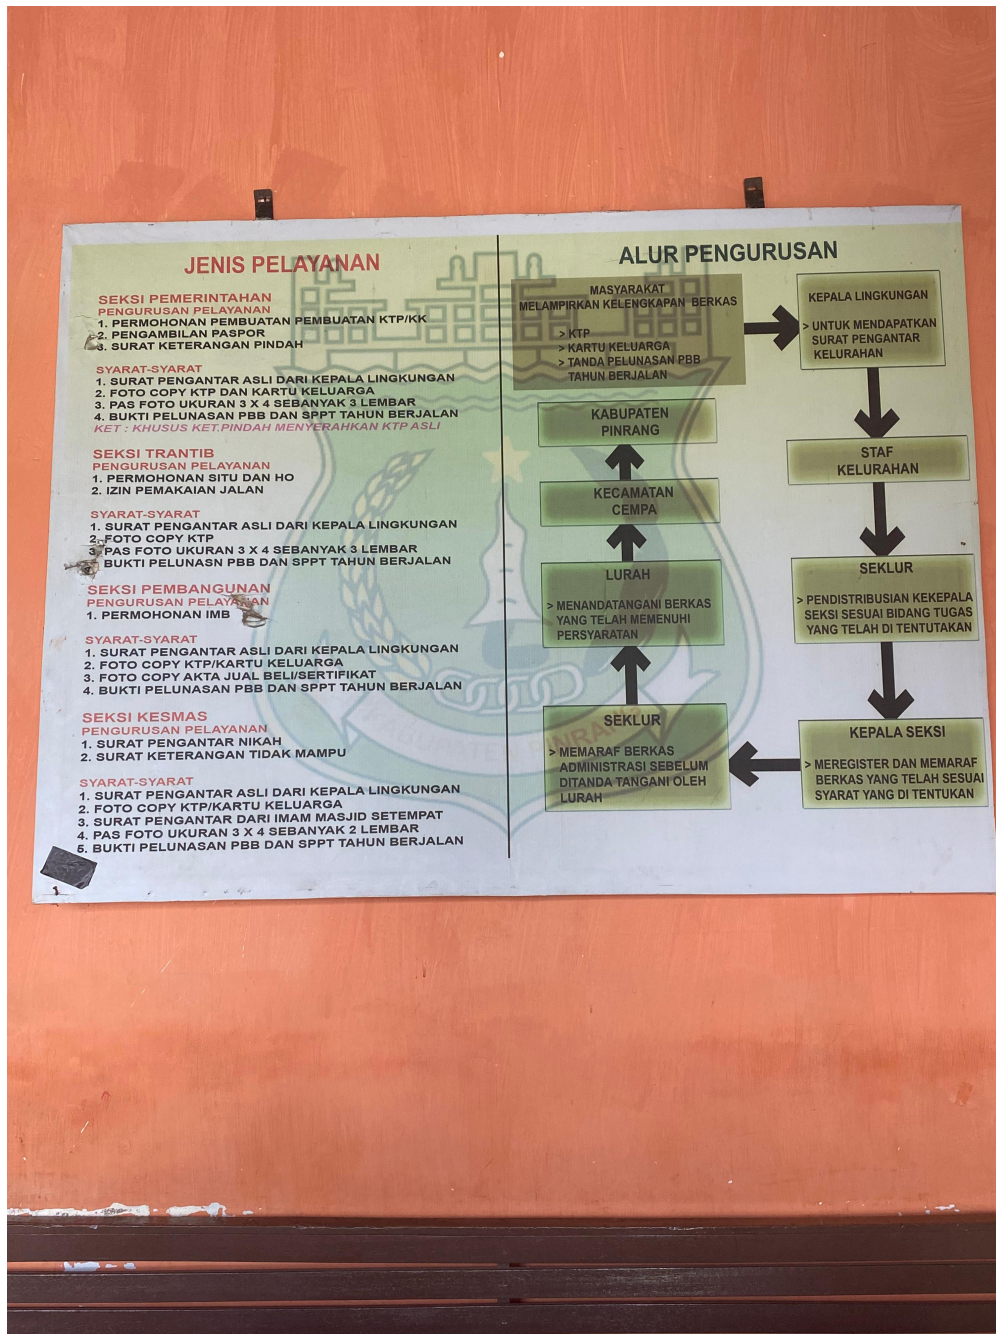 JENIS PELAYANAN
SEKSI PEMERINTAHAN
PENGURUSAN PELAYANAN
1. PERMOHONAN PEMBUATAN PEMBUATAN KTP/KK
2. PENGAMBILAN PASPOR
3. SURAT KETERANGAN PINDAH
SYARAT-SYARAT
1. SURAT PENGANTAR ASLI DARI KEPALA LINGKUNGAN
2. FOTO COPY KTP DAN KARTU KELUARGA
3. PAS FOTO UKURAN 3 X 4 SEBANYAK 3 LEMBAR
4. BUKTI PELUNASAN PBB DAN SPPT TAHUN BERJALAN
KET : KHUSUS KET.PINDAH MENYERAHKAN KTP ASLI
SEKSI TRANTIB
PENGURUSAN PELAYANAN
1. PERMOHONAN SITU DAN HO
2. IZIN PEMAKAIAN JALAN
SYARAT-SYARAT
1. SURAT PENGANTAR ASLI DARI KEPALA LINGKUNGAN
2. FOTO COPY KTP
3. PAS FOTO UKURAN 3 X 4 SEBANYAK 3 LEMBAR
BUKTI PELUNASN PBB DAN SPPT TAHUN BERJALAN
SEKSI PEMBANGUNAN
PENGURUSAN PELAYANAN
1. PERMOHONAN IMB
SYARAT-SYARAT
1. SURAT PENGANTAR ASLI DARI KEPALA LINGKUNGAN
2. FOTO COPY KTP/KARTU KELUARGA
3. FOTO COPY AKTA JUAL BELI/SERTIFIKAT
4. BUKTI PELUNASAN PBB DAN SPPT TAHUN BERJALAN
SEKSI KESMAS
PENGURUSAN PELAYANAN
1. SURAT PENGANTAR NIKAH
2. SURAT KETERANGAN TIDAK MAMPU
SYARAT-SYARAT
1. SURAT PENGANTAR ASLI DARI KEPALA LINGKUNGAN
2. FOTO COPY KTP/KARTU KELUARGA
3. SURAT PENGANTAR DARI IMAM MASJID SETEMPAT
4. PAS FOTO UKURAN 3 X 4 SEBANYAK 2 LEMBAR
5. BUKTI PELUNASAN PBB DAN SPPT TAHUN BERJALAN
ALUR PENGURUSAN
MASYARAKAT
MELAMPIRKAN KELENGKAPAN BERKAS
> KTP
> KARTU KELUARGA
> TANDA PELUNASAN PBB
TAHUN BERJALAN
KEPALA LINGKUNGAN
> UNTUK MENDAPATKAN
SURAT PENGANTAR
KELURAHAN
STAF
KELURAHAN
SEKLUR
> PENDISTRIBUSIAN KEKEPALA
SEKSI SESUAI BIDANG TUGAS
YANG TELAH DI TENTUTAKAN
KEPALA SEKSI
> MEREGISTER DAN MEMARAF
BERKAS YANG TELAH SESUAI
SYARAT YANG DI TENTUKAN
SEKLUR
> MEMARAF BERKAS
ADMINISTRASI SEBELUM
DITANDA TANGANI OLEH
LURAH
LURAH
> MENANDATANGANI BERKAS
YANG TELAH MEMENUHI
PERSYARATAN
KECAMATAN
CEMPA
KABUPATEN
PINRANG
KABUPATEN PINRANG